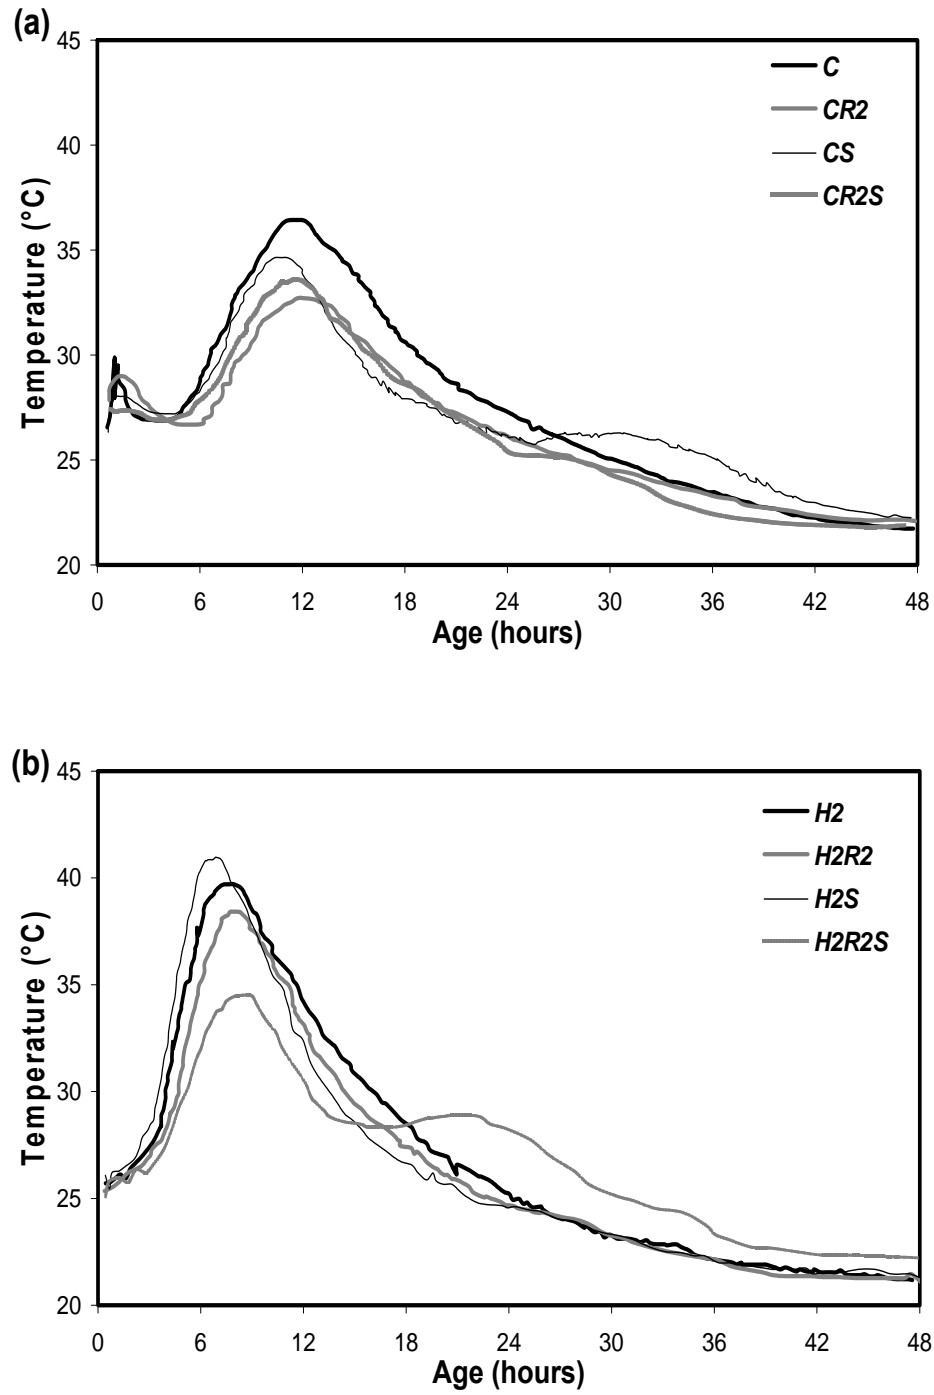 (a)
45
40
35
30
25
20
Temperature (°C)
C
CR2
CS
CR2S
0 6 12 18 24 30 36 42 48
Age (hours)
(b)
45
40
35
30
25
20
Temperature (°C)
H2
H2R2
H2S
H2R2S
0 6 12 18 24 30 36 42 48
Age (hours)